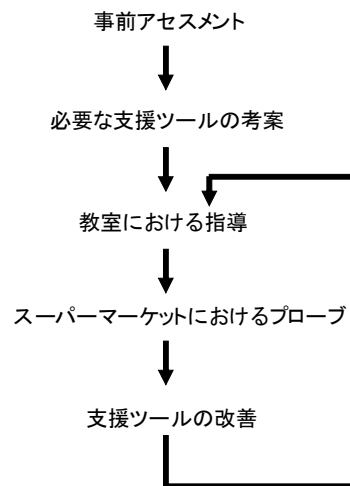 事前アセスメント
必要な支援ツールの考案
教室における指導
スーパーマーケットにおけるプローブ
支援ツールの改善